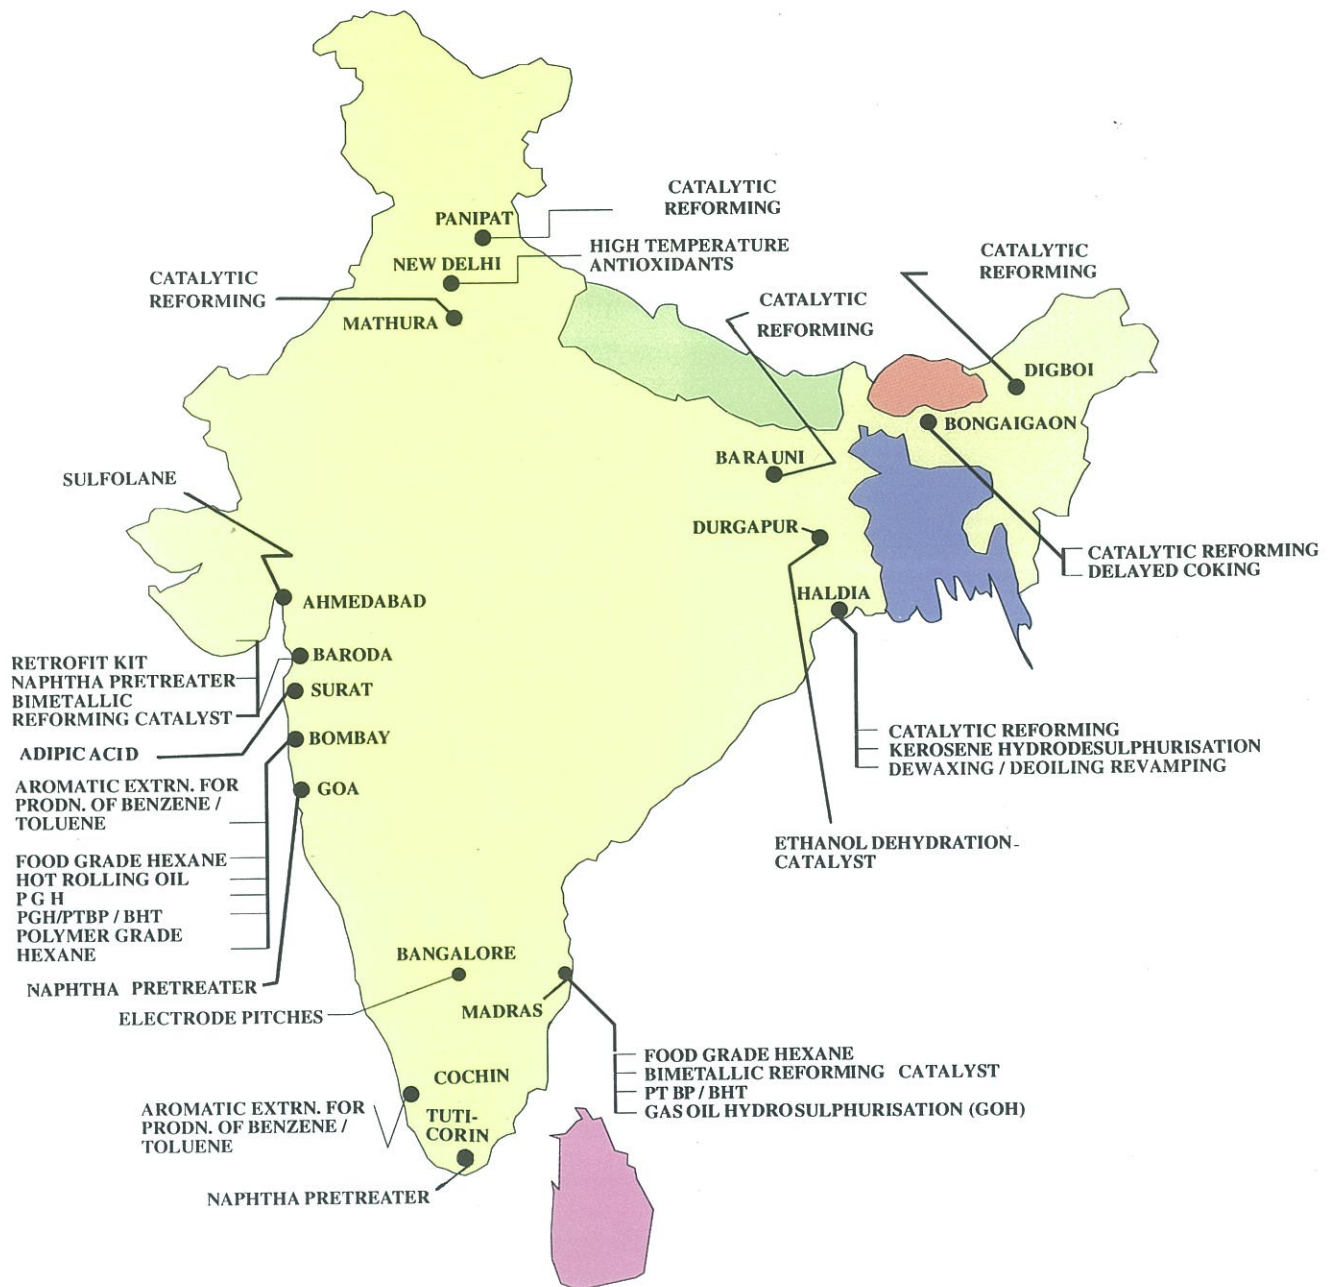 CATALYTIC
REFORMING
PANIPAT
HIGH TEMPERATURE
ANTIOXIDANTS
NEW DELHI
CATALYTIC
REFORMING
MATHURA
CATALYTIC
REFORMING
CATALYTIC
REFORMING
DIGBOI
BONGAIGAON
BARAUNI
SULFOLANE
DURGAPUR
CATALYTIC REFORMING
DELAYED COKING
AHMEDABAD
HALDIA
RETROFIT KIT
NAPHTHA PRETREATER
BIMETALLIC
REFORMING CATALYST
BARODA
SURAT
ADIPIC ACID
BOMBAY
CATALYTIC REFORMING
KEROSENE HYDRODESULPHURISATION
DEWAXING / DEOILING REVAMPING
AROMATIC EXTRN. FOR
PRODN. OF BENZENE /
TOLUENE
GOA
ETHANOL DEHYDRATION-
CATALYST
FOOD GRADE HEXANE
HOT ROLLING OIL
P G H
PGH/PTBP / BHT
POLYMER GRADE
HEXANE
NAPHTHA PRETREATER
BANGALORE
ELECTRODE PITCHES
MADRAS
FOOD GRADE HEXANE
BIMETALLIC REFORMING CATALYST
PT BP / BHT
GAS OIL HYDROSULPHURISATION (GOH)
COCHIN
AROMATIC EXTRN. FOR
PRODN. OF BENZENE /
TOLUENE
TUTI-
CORIN
NAPHTHA PRETREATER